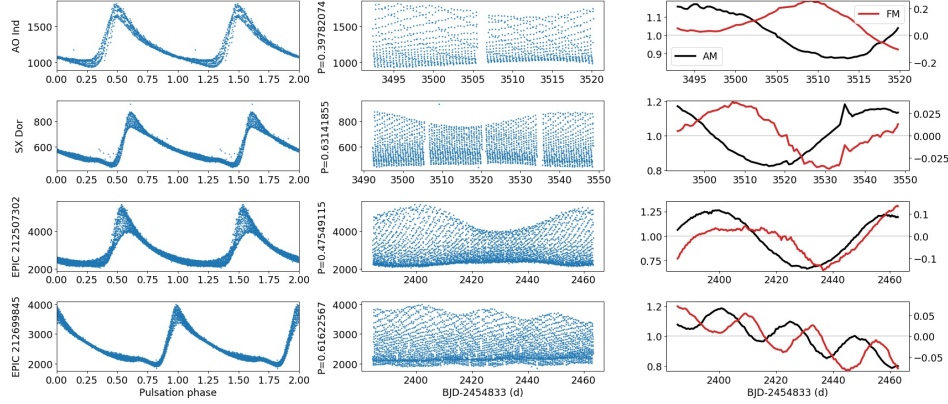 AO Ind
1500
1000
0.00 0.25 0.50 0.75 1.00 1.25 1.50 1.75 2.00
P=0.39782074
3495 3500 3505 3510 3515 3520
1.1
1.0
0.9
AM
FM
0.2
0.0
−0.2
3495 3500 3505 3510 3515 3520
SX Dor
800
600
0.00 0.25 0.50 0.75 1.00 1.25 1.50 1.75 2.00
P=0.63141855
800
600
3490 3500 3510 3520 3530 3540 3550
1.2
1.0
0.8
0.025
0.000
−0.025
3500 3510 3520 3530 3540 3550
EPIC 212507302
4000
2000
0.00 0.25 0.50 0.75 1.00 1.25 1.50 1.75 2.00
P=0.47549115
4000
2000
2400 2420 2440 2460
1.25
1.00
0.75
0.1
0.0
−0.1
2400 2420 2440 2460
EPIC 212699845
4000
3000
2000
0.00 0.25 0.50 0.75 1.00 1.25 1.50 1.75 2.00
Pulsation phase
P=0.61622567
4000
3000
2000
2400 2420 2440 2460
BJD-2454833 (d)
1.2
1.0
0.8
0.05
0.00
−0.05
2400 2420 2440 2460
BJD-2454833 (d)